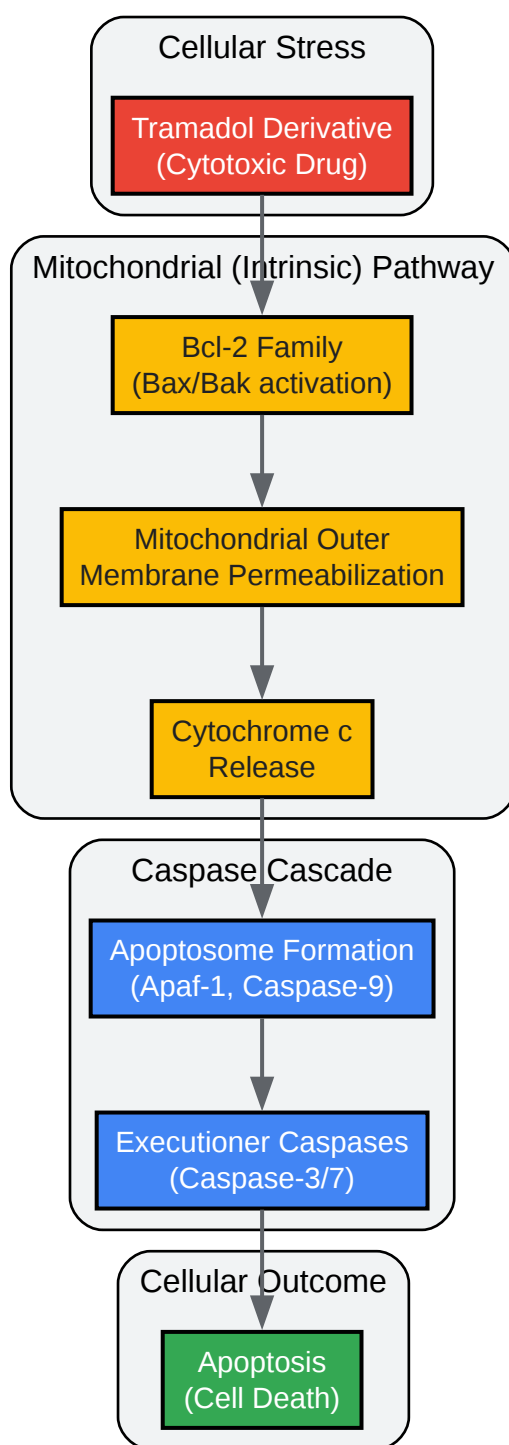 Cellular Stress
Tramadol Derivative
(Cytotoxic Drug)
Mitochondrial (Intrinsic) Pathway
Bcl-2 Family
(Bax/Bak activation)
Mitochondrial Outer
Membrane Permeabilization
Cytochrome c
Release
Caspase Cascade
Apoptosome Formation
(Apaf-1, Caspase-9)
Executioner Caspases
(Caspase-3/7)
Cellular Outcome
Apoptosis
(Cell Death)